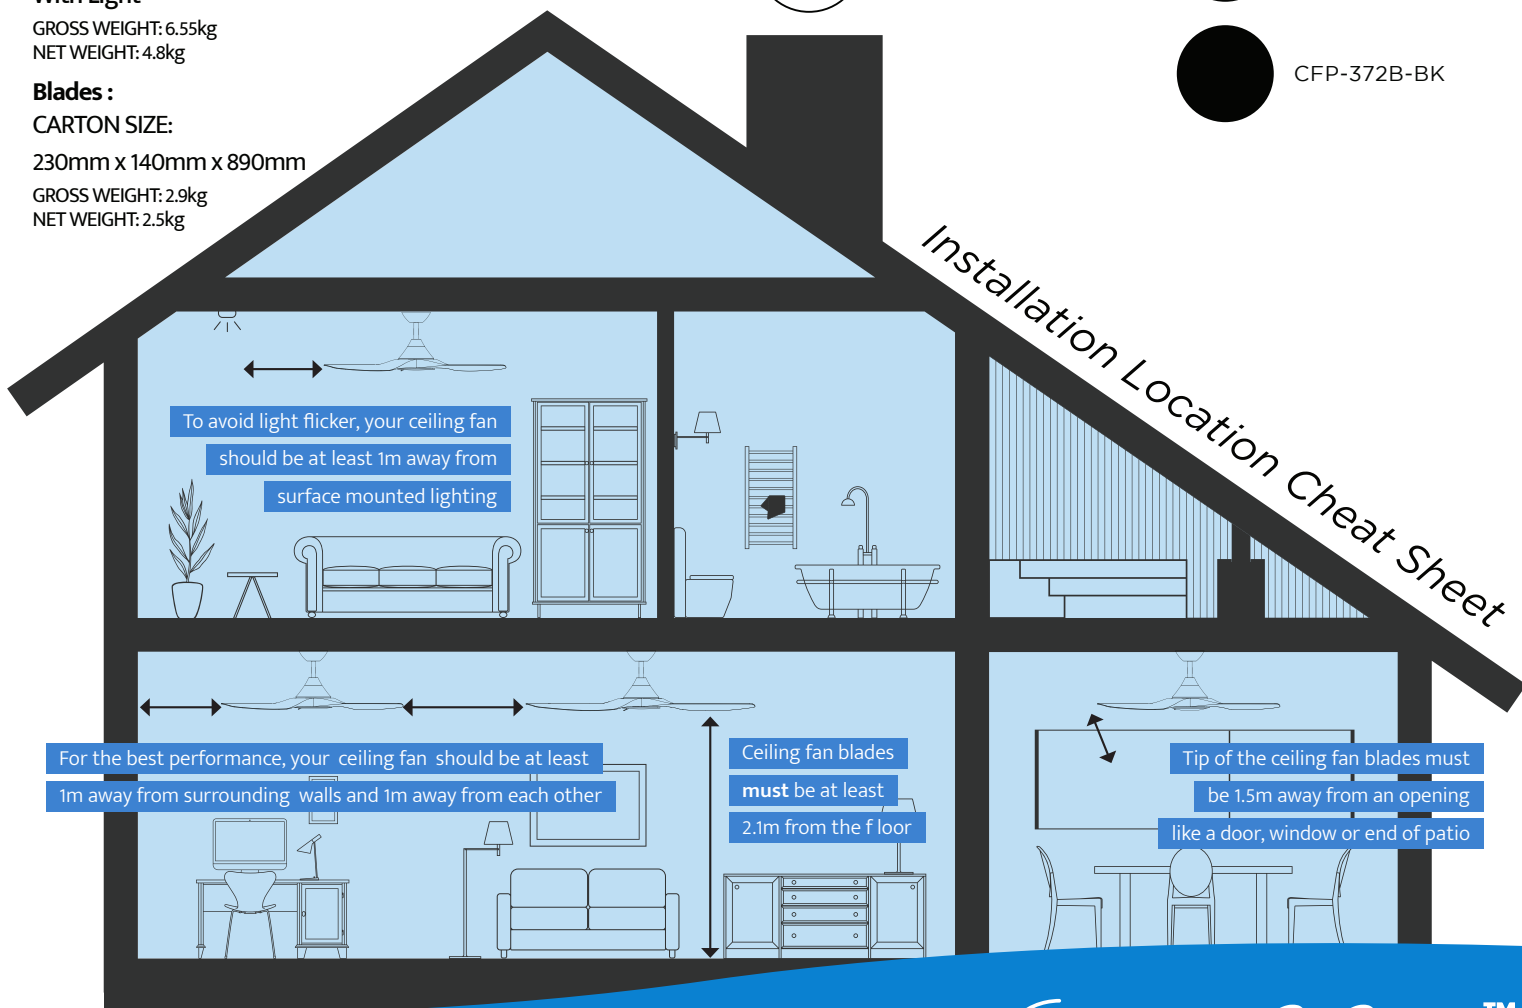 With Light
GROSS WEIGHT: 6.55kg
NET WEIGHT: 4.8kg
Blades :
CARTON SIZE:
230mm x 140mm x 890mm
GROSS WEIGHT: 2.9kg
NET WEIGHT: 2.5kg
CFP-372B-BK
Installation Location Cheat Sheet
To avoid light flicker, your ceiling fan
should be at least 1m away from
surface mounted lighting
For the best performance, your ceiling fan should be at least
1m away from surrounding walls and 1m away from each other
Ceiling fan blades
must be at least
2.1m from the f loor
Tip of the ceiling fan blades must
be 1.5m away from an opening
like a door, window or end of patio
TM